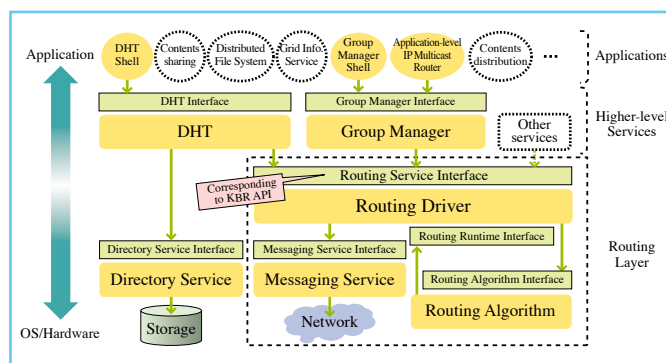 Application
DHT
Shell
Contents
sharing
Distributed
File System
Grid Info.
Service
Group
Manager
Shell
Application-level
IP Multicast
Router
Contents
distribution
...
Applications
DHT Interface
Group Manager Interface
DHT
Group Manager
Other
services
Higher-level
Services
Corresponding
to KBR API
Routing Service Interface
Routing Driver
Routing Runtime Interface
Directory Service Interface
Messaging Service Interface
Routing
Layer
Directory Service
Messaging Service
Routing Algorithm Interface
Routing Algorithm
Storage
Network
OS/Hardware